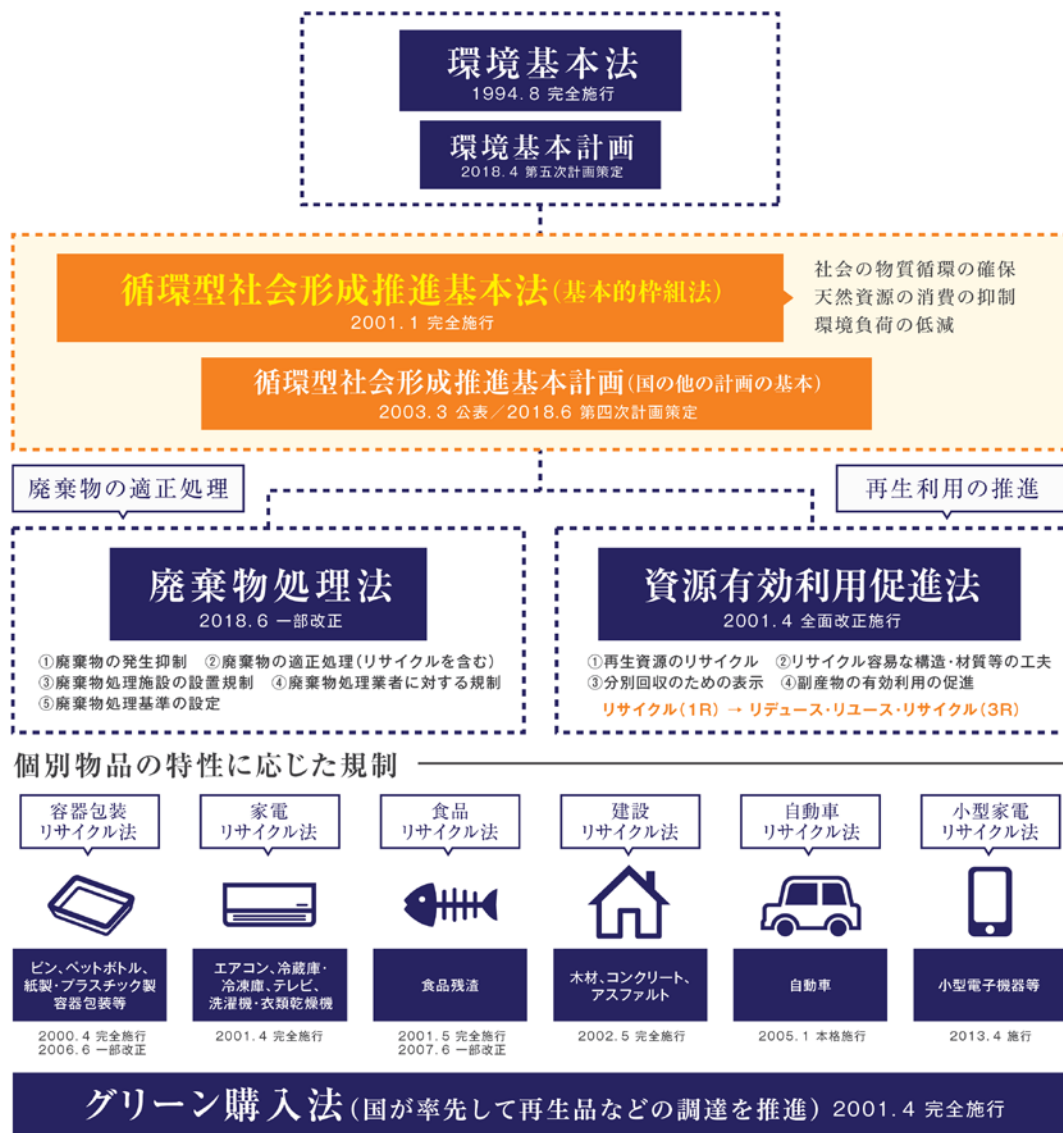 環境基本法
1994.8 完全施行
環境基本計画
2018.4 第五次計画策定
循環型社会形成推進基本法(基本的枠組法)
2001.1 完全施行
社会の物質循環の確保
天然資源の消費の抑制
環境負荷の低減
循環型社会形成推進基本計画(国の他の計画の基本)
2003.3 公表/2018.6 第四次計画策定
廃棄物の適正処理
廃棄物処理法
2018.6 一部改正
①廃棄物の発生抑制 ②廃棄物の適正処理(リサイクルを含む)
③廃棄物処理施設の設置規制 ④廃棄物処理業者に対する規制
⑤廃棄物処理基準の設定
再生利用の推進
資源有効利用促進法
2001.4 全面改正施行
①再生資源のリサイクル ②リサイクル容易な構造・材質等の工夫
③分別回収のための表示 ④副産物の有効利用の促進
リサイクル(1R) → リデュース・リユース・リサイクル(3R)
個別物品の特性に応じた規制
容器包装
リサイクル法
ビン、ペットボトル、
紙製・プラスチック製
容器包装等
2000.4 完全施行
2006.6 一部改正
家電
リサイクル法
エアコン、冷蔵庫・
冷凍庫、テレビ、
洗濯機・衣類乾燥機
2001.4 完全施行
食品
リサイクル法
食品残渣
2001.5 完全施行
2007.6 一部改正
建設
リサイクル法
木材、コンクリート、
アスファルト
2002.5 完全施行
自動車
リサイクル法
自動車
2005.1 本格施行
小型家電
リサイクル法
小型電子機器等
2013.4 施行
グリーン購入法(国が率先して再生品などの調達を推進) 2001.4 完全施行